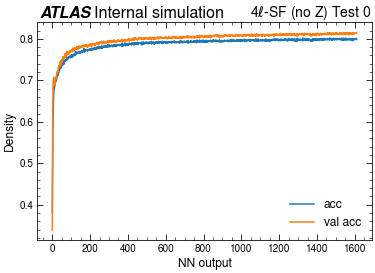 ATLAS Internal simulation
4ℓ-SF (no Z) Test 0
0.8
0.7
0.6
0.5
0.4
Density
acc
val acc
0 200 400 600 800 1000 1200 1400 1600
NN output